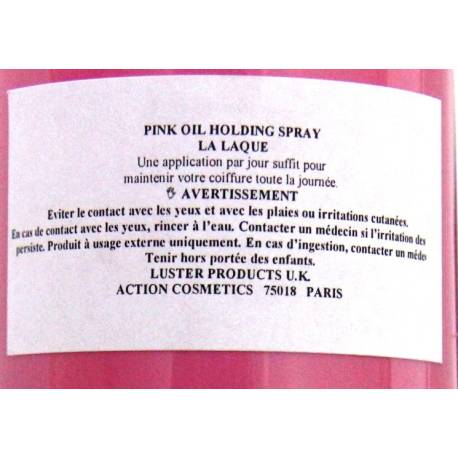 PINK OIL HOLDING SPRAY
LA LAQUE
Une application par jour suffit pour
maintenir votre coiffure toute la journée.
AVERTISSEMENT
Eviter le contact avec les yeux et avec les plaies ou irritations cutanées.
En cas de contact avec les yeux, rincer à l'eau. Contacter un médecin si l'irritation des
persiste. Produit à usage externe uniquement. En cas d'ingestion, contacter un méde
Tenir hors portée des enfants.
LUSTER PRODUCTS U.K.
ACTION COSMETICS 75018 PARIS